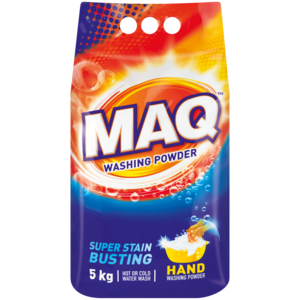 MAQ
WASHING POWDER
SUPER STAIN
BUSTING
5 kg
HOT OR COLD
WATER WASH
HAND
WASHING POWDER